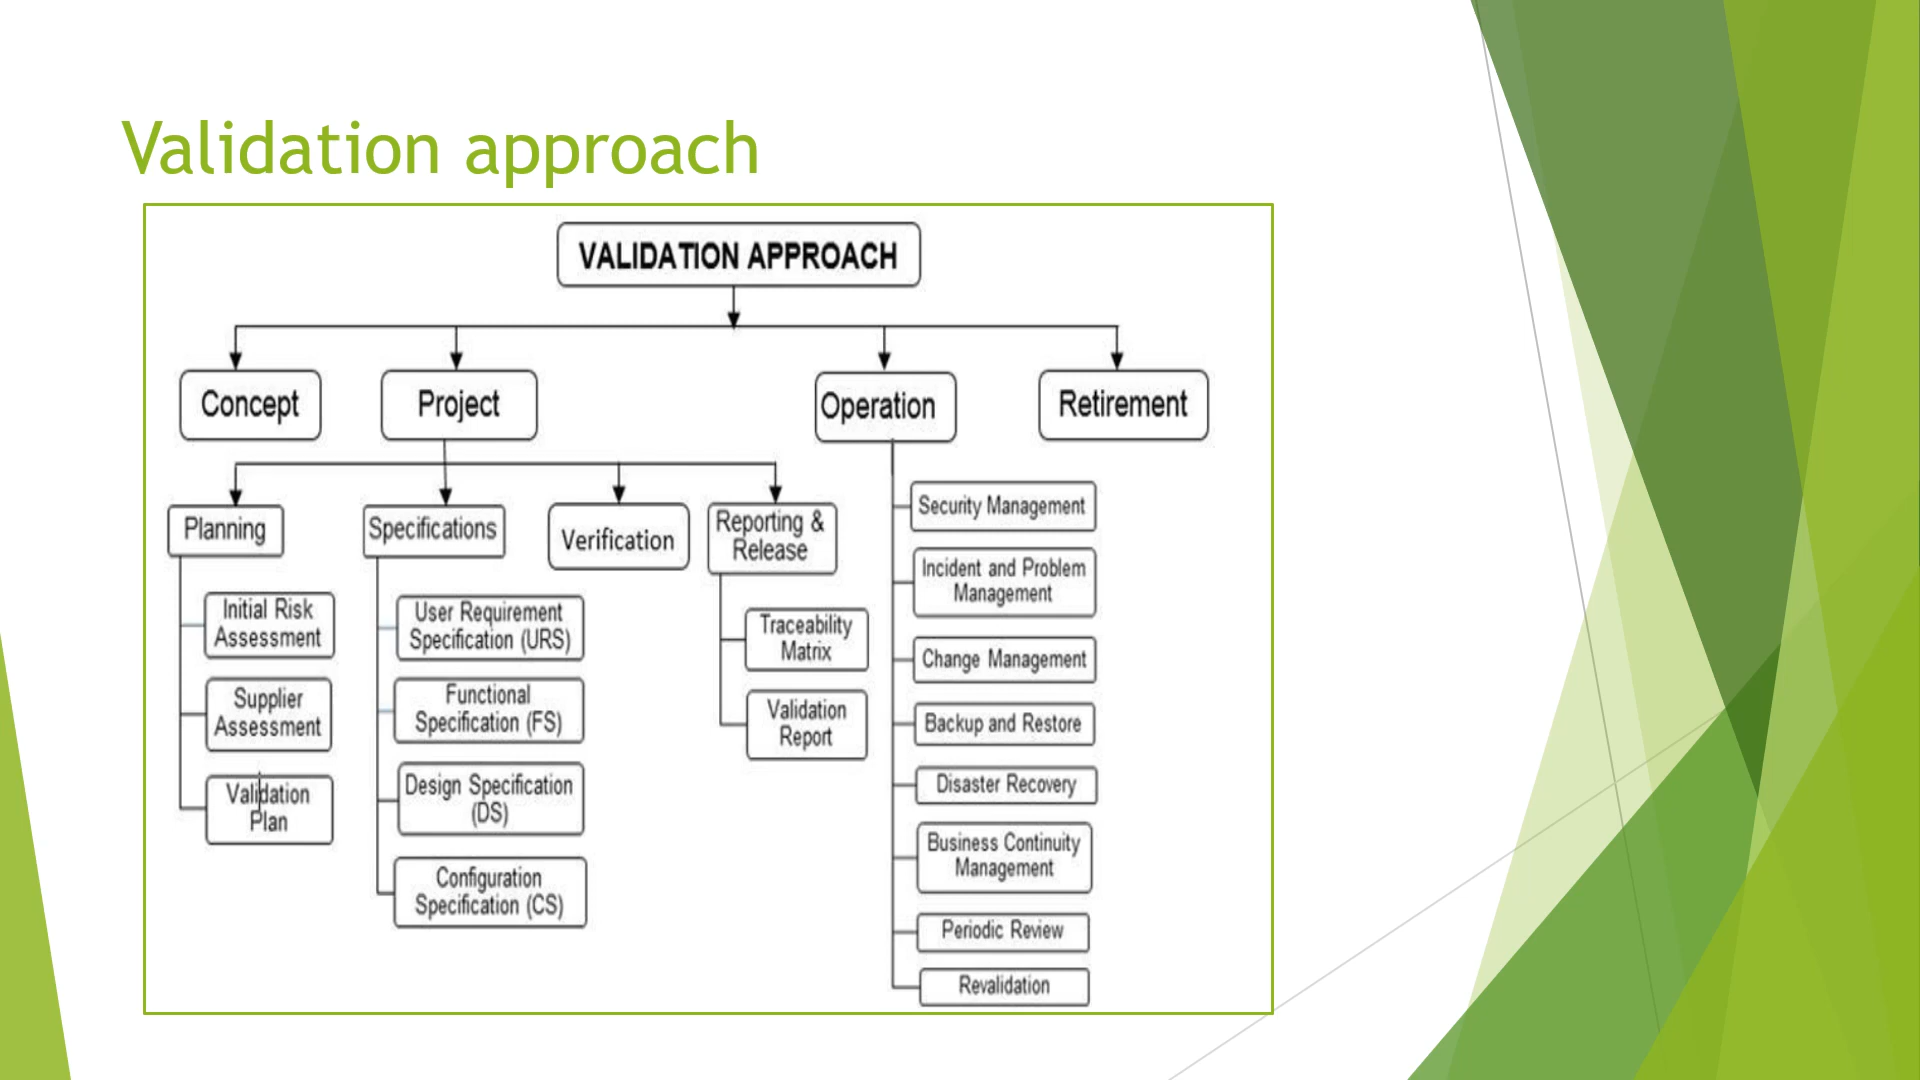 Validation approach
VALIDATION APPROACH
Concept
Project
Operation
Retirement
Planning
Specifications
Verification
Reporting &
Release
Initial Risk
Assessment
Supplier
Assessment
Validation
Plan
User Requirement
Specification (URS)
Functional
Specification (FS)
Design Specification
(DS)
Configuration
Specification (CS)
Traceability
Matrix
Validation
Report
Security Management
Incident and Problem
Management
Change Management
Backup and Restore
Disaster Recovery
Business Continuity
Management
Periodic Review
Revalidation